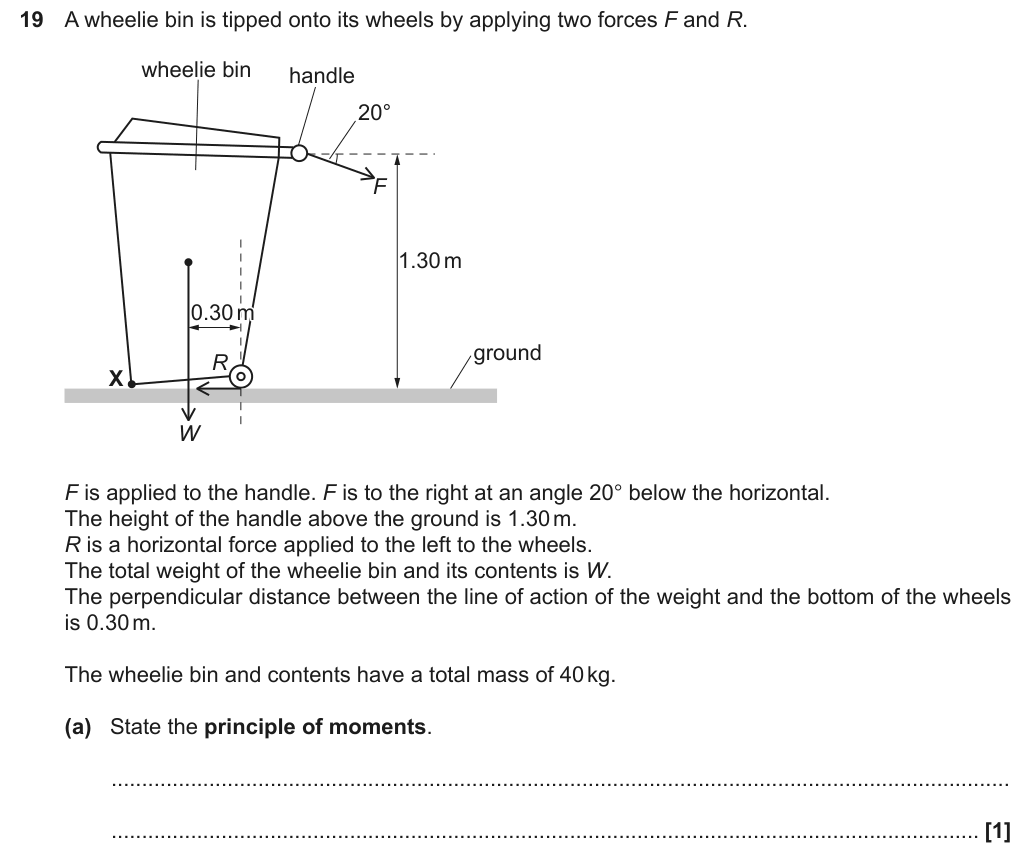 19 A wheelie bin is tipped onto its wheels by applying two forces F and R.
wheelie bin
handle
20°
F
1.30 m
0.30 m
ground
R
X
W
F is applied to the handle. F is to the right at an angle 20° below the horizontal.
The height of the handle above the ground is 1.30 m.
R is a horizontal force applied to the left to the wheels.
The total weight of the wheelie bin and its contents is W.
The perpendicular distance between the line of action of the weight and the bottom of the wheels
is 0.30 m.
The wheelie bin and contents have a total mass of 40 kg.
(a) State the principle of moments.
[1]